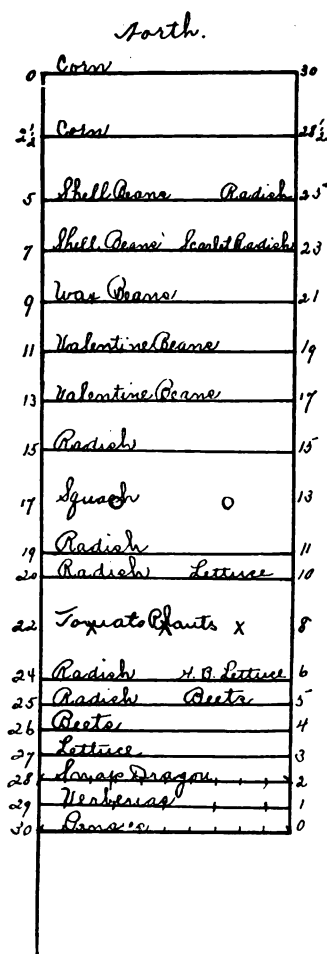 North.
0 Corn 30
2½ Corn 28½
5 Shell Beans Radish 25
7 Shell Beans Scarlet Radish 23
9 Wax Beans 21
11 Valentine Beans 19
13 Valentine Beans 17
15 Radish 15
17 Squash 13
19 Radish 11
20 Radish Lettuce 10
22 Tomato Plants x 8
24 Radish H. B. Lettuce 6
25 Radish Beets 5
26 Beets 4
27 Lettuce 3
28 Snap Dragon 2
29 Verbenias 1
30 0